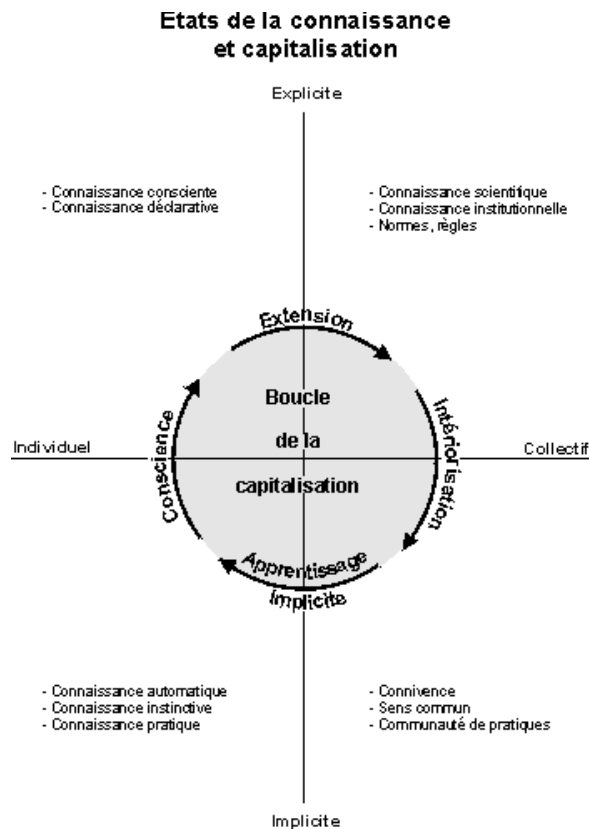 Etats de la connaissance
et capitalisation
Explicite
- Connaissance consciente
- Connaissance déclarative
- Connaissance scientifique
- Connaissance institutionnelle
- Normes, règles
Extension
Boucle
de la
capitalisation
Conscience
Intériorisation
Individuel
Collectif
Apprentissage
Implicite
- Connaissance automatique
- Connaissance instinctive
- Connaissance pratique
- Connivence
- Sens commun
- Communauté de pratiques
Implicite